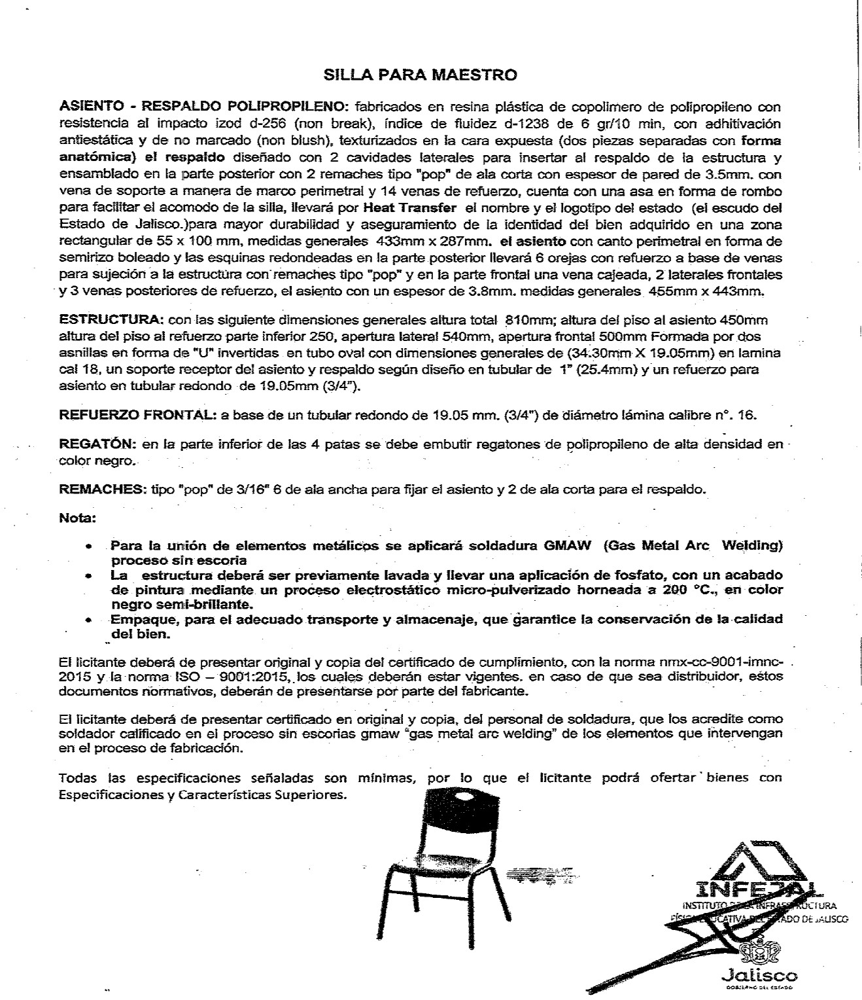 SILLA PARA MAESTRO
ASIENTO - RESPALDO POLIPROPILENO: fabricados en resina plástica de copolimero de polipropileno con
resistencia al impacto izod d-256 (non break), índice de fluidez d-1238 de 6 gr/10 min, con adhitivación
antiestática y de no marcado (non blush), texturizados en la cara expuesta (dos piezas separadas con forma
anatómica) el respaldo diseñado con 2 cavidades laterales para insertar al respaldo de la estructura y
ensamblado en la parte posterior con 2 remaches tipo "pop" de ala corta con espesor de pared de 3.5mm. con
vena de soporte a manera de marco perimetral y 14 venas de refuerzo, cuenta con una asa en forma de rombo
para facilitar el acomodo de la silla, llevará por Heat Transfer el nombre y el logotipo del estado (el escudo del
Estado de Jalisco.)para mayor durabilidad y aseguramiento de la identidad del bien adquirido en una zona
rectangular de 55 x 100 mm, medidas generales 433mm x 287mm. el asiento con canto perimetral en forma de
semirizo boleado y las esquinas redondeadas en la parte posterior llevará 6 orejas con refuerzo a base de venas
para sujeción a la estructura con remaches tipo "pop" y en la parte frontal una vena cajeada, 2 laterales frontales
y 3 venas posteriores de refuerzo, el asiento con un espesor de 3.8mm. medidas generales 455mm x 443mm.
ESTRUCTURA: con las siguiente dimensiones generales altura total 810mm; altura del piso al asiento 450mm
altura del piso al refuerzo parte inferior 250, apertura lateral 540mm, apertura frontal 500mm Formada por dos
asnillas en forma de "U" invertidas en tubo oval con dimensiones generales de (34.30mm X 19.05mm) en lamina
cal 18, un soporte receptor del asiento y respaldo según diseño en tubular de 1" (25.4mm) y un refuerzo para
asiento en tubular redondo de 19.05mm (3/4").
REFUERZO FRONTAL: a base de un tubular redondo de 19.05 mm. (3/4") de diámetro lámina calibre n°. 16.
REGATÓN: en la parte inferior de las 4 patas se debe embutir regatones de polipropileno de alta densidad en
color negro.
REMACHES: tipo "pop" de 3/16" 6 de ala ancha para fijar el asiento y 2 de ala corta para el respaldo.
Nota:
• Para la unión de elementos metálicos se aplicará soldadura GMAW (Gas Metal Arc Welding)
proceso sin escoria
• La estructura deberá ser previamente lavada y llevar una aplicación de fosfato, con un acabado
de pintura mediante un proceso electrostático micro-pulverizado horneada a 200 °C., en color
negro semi-brillante.
• Empaque, para el adecuado transporte y almacenaje, que garantice la conservación de la calidad
del bien.
El licitante deberá de presentar original y copia del certificado de cumplimiento, con la norma nmx-cc-9001-imnc-
2015 y la norma ISO – 9001:2015, los cuales deberán estar vigentes. en caso de que sea distribuidor, estos
documentos normativos, deberán de presentarse por parte del fabricante.
El licitante deberá de presentar certificado en original y copia, del personal de soldadura, que los acredite como
soldador calificado en el proceso sin escorias gmaw "gas metal arc welding" de los elementos que intervengan
en el proceso de fabricación.
Todas las especificaciones señaladas son mínimas, por lo que el licitante podrá ofertar bienes con
Especificaciones y Características Superiores.
INFEJAL
INSTITUTO DE LA INFRAESTRUCTURA
FÍSICA EDUCATIVA DEL ESTADO DE JALISCO
Jalisco
GOBIERNO DEL ESTADO